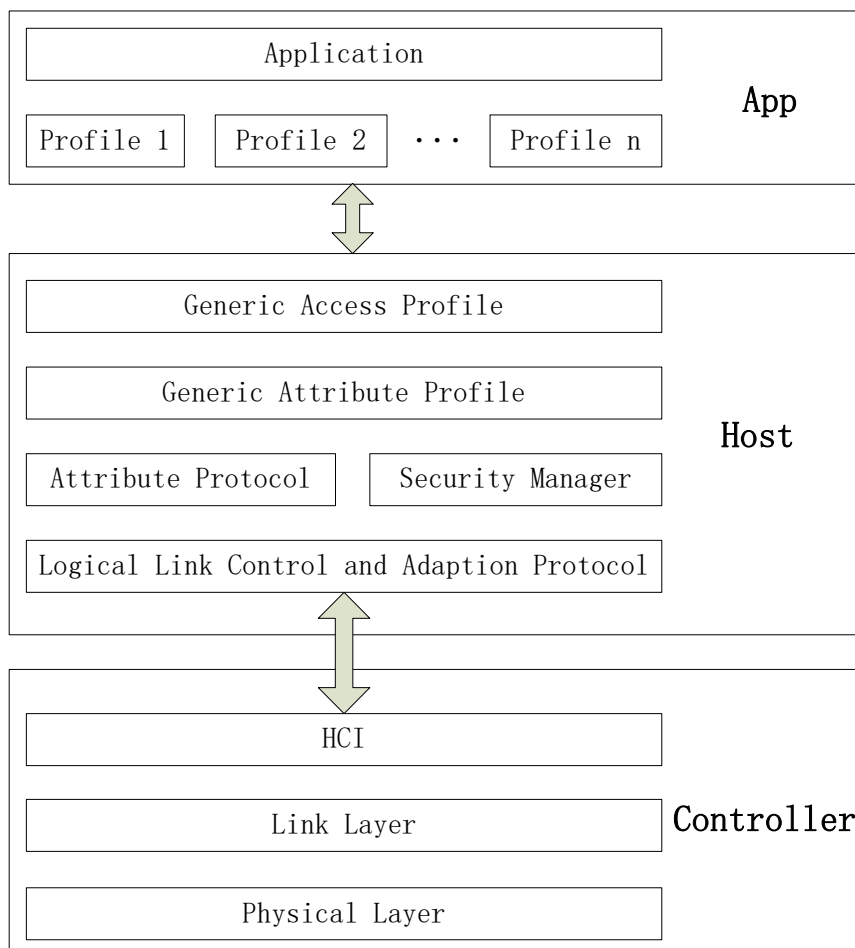 Application
App
Profile 1
Profile 2
···
Profile n
Generic Access Profile
Generic Attribute Profile
Host
Attribute Protocol
Security Manager
Logical Link Control and Adaption Protocol
HCI
Link Layer
Controller
Physical Layer